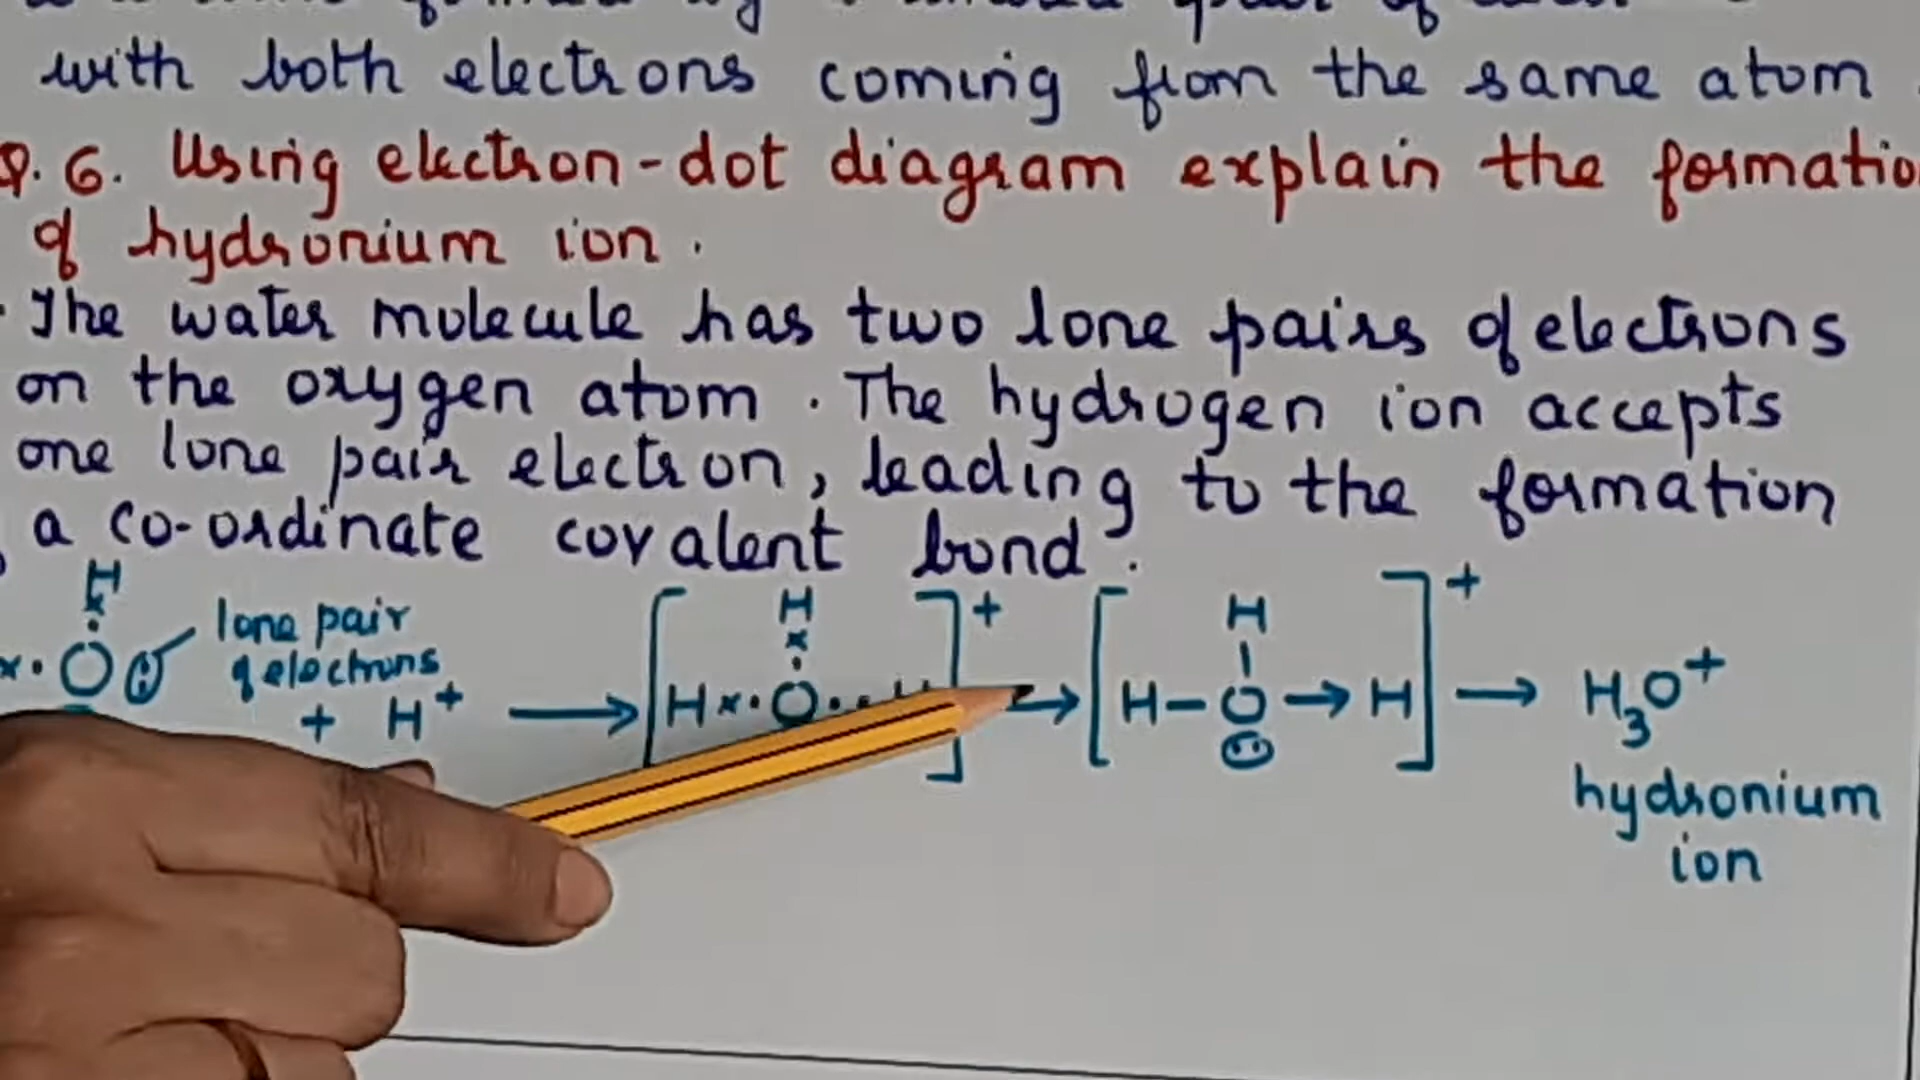 with both electrons coming from the same atom
Q. 6. Using electron-dot diagram explain the formatio
of hydronium ion.
The water molecule has two lone pairs of electrons
on the oxygen atom. The hydrogen ion accepts
one lone pair electron, leading to the formation
a co-ordinate covalent bond.
H
x
.
x. O : lone pair
of electrons
+ H+ → [H x. O.. ]+ → [H-O→H]+ → H3O+
H
x
.
H
|
hydronium
ion